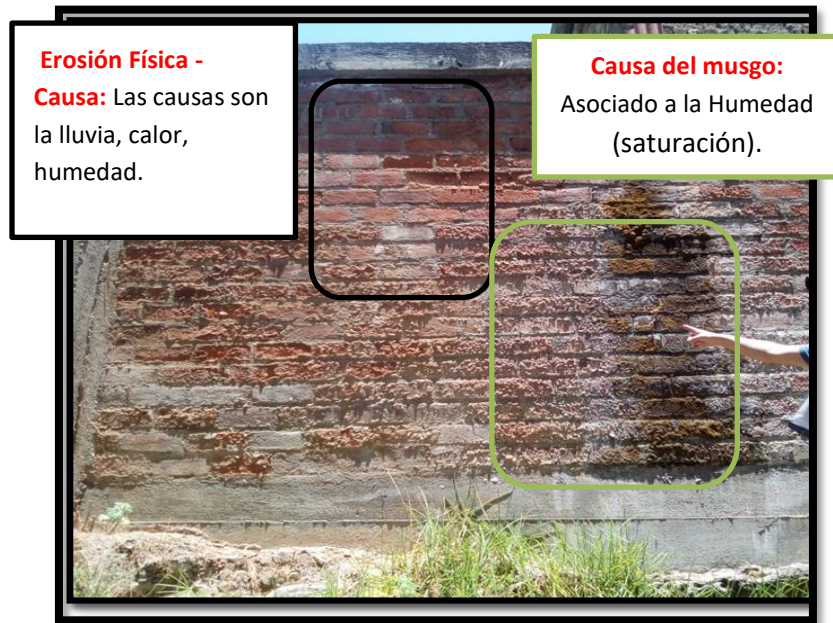 Erosión Física -
Causa: Las causas son
la lluvia, calor,
humedad.
Causa del musgo:
Asociado a la Humedad
(saturación).